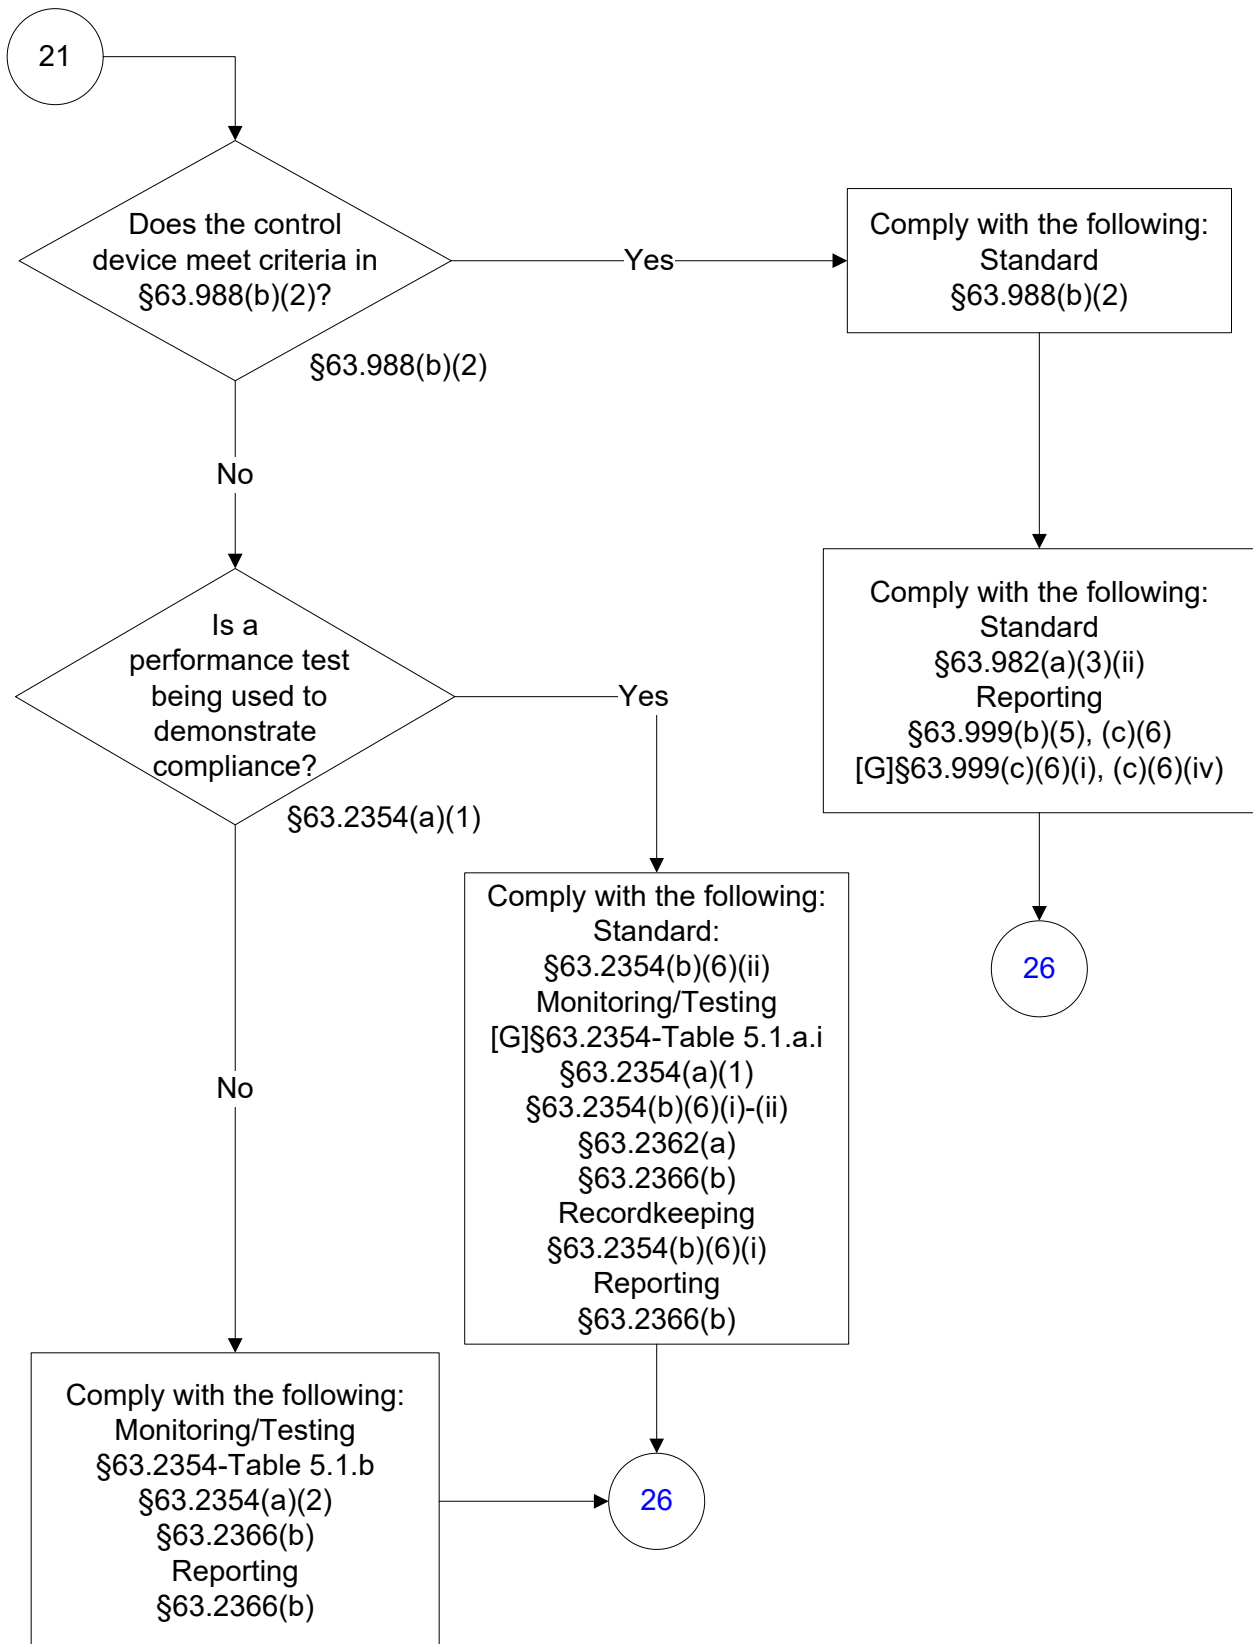 21
Does the control
device meet criteria in
§63.988(b)(2)?
§63.988(b)(2)
Yes
Comply with the following:
Standard
§63.988(b)(2)
No
Comply with the following:
Standard
§63.982(a)(3)(ii)
Reporting
§63.999(b)(5), (c)(6)
[G]§63.999(c)(6)(i), (c)(6)(iv)
26
Is a
performance test
being used to
demonstrate
compliance?
§63.2354(a)(1)
Yes
Comply with the following:
Standard:
§63.2354(b)(6)(ii)
Monitoring/Testing
[G]§63.2354-Table 5.1.a.i
§63.2354(a)(1)
§63.2354(b)(6)(i)-(ii)
§63.2362(a)
§63.2366(b)
Recordkeeping
§63.2354(b)(6)(i)
Reporting
§63.2366(b)
No
Comply with the following:
Monitoring/Testing
§63.2354-Table 5.1.b
§63.2354(a)(2)
§63.2366(b)
Reporting
§63.2366(b)
26